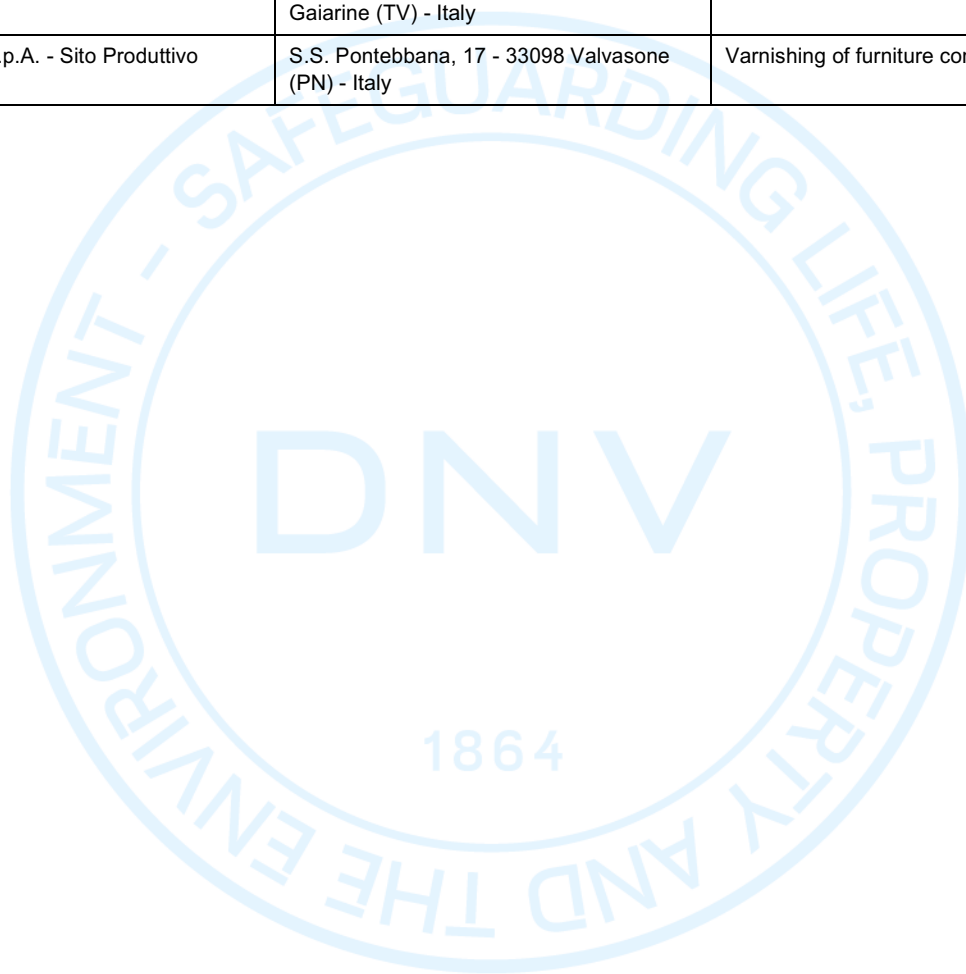 Gaiarine (TV) - Italy
.p.A. - Sito Produttivo
S.S. Pontebbana, 17 - 33098 Valvasone
(PN) - Italy
Varnishing of furniture
SAFEGUARDING LIFE, PROPERTY AND THE ENVIRONMENT -
DNV
1864